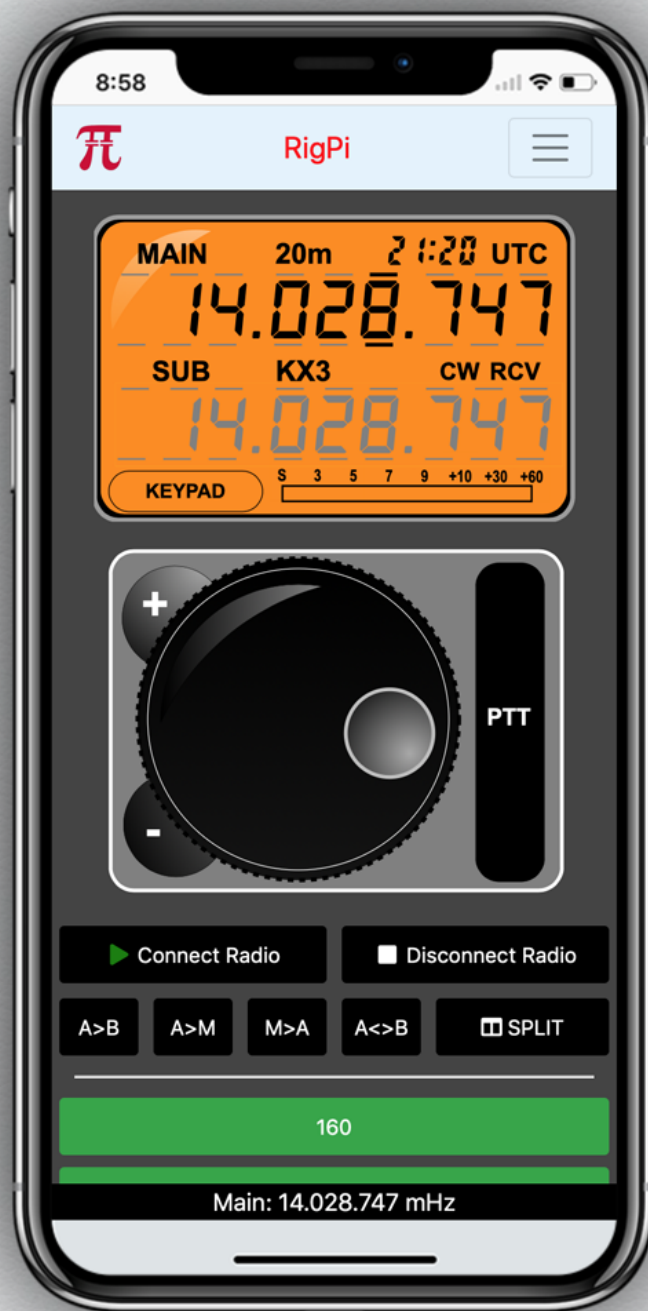 8:58
π RigPi
MAIN 20m 21:20 UTC
14.028.747
SUB KX3 CW RCV
14.028.747
KEYPAD S 3 5 7 9 +10 +30 +60
+
PTT
-
Connect Radio Disconnect Radio
A>B A>M M>A A<>B SPLIT
160
Main: 14.028.747 mHz